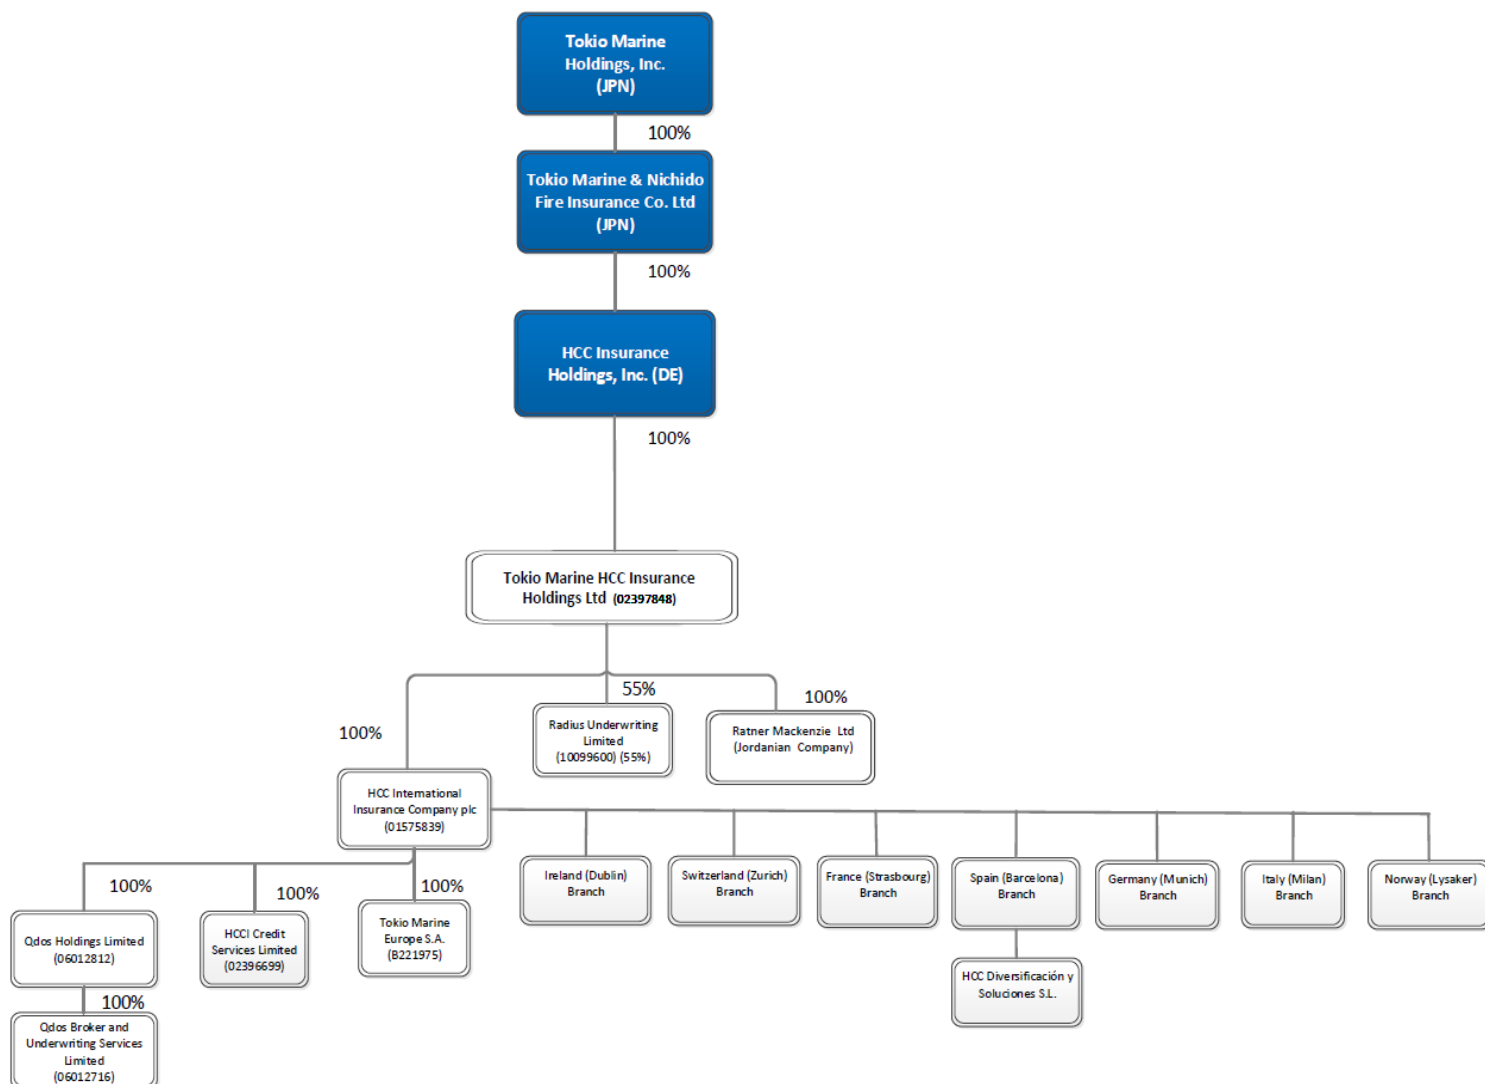 Tokio Marine
Holdings, Inc.
(JPN)
100%
Tokio Marine & Nichido
Fire Insurance Co. Ltd
(JPN)
100%
HCC Insurance
Holdings, Inc. (DE)
100%
Tokio Marine HCC Insurance
Holdings Ltd (02397848)
100%
55%
100%
Radius Underwriting
Limited
(10099600) (55%)
Ratner Mackenzie Ltd
(Jordanian Company)
HCC International
Insurance Company plc
(01575839)
Ireland (Dublin)
Branch
Switzerland (Zurich)
Branch
France (Strasbourg)
Branch
Spain (Barcelona)
Branch
Germany (Munich)
Branch
Italy (Milan)
Branch
Norway (Lysaker)
Branch
100%
100%
100%
Qdos Holdings Limited
(06012812)
HCCI Credit
Services Limited
(02396699)
Tokio Marine
Europe S.A.
(B221975)
HCC Diversificación y
Soluciones S.L.
100%
Qdos Broker and
Underwriting Services
Limited
(06012716)